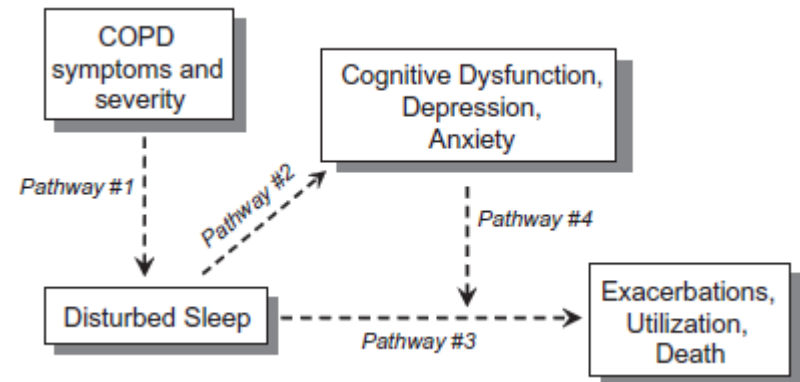 COPD
symptoms and
severity
Cognitive Dysfunction,
Depression,
Anxiety
Pathway #1
Pathway #2
Pathway #4
Disturbed Sleep
Pathway #3
Exacerbations,
Utilization,
Death